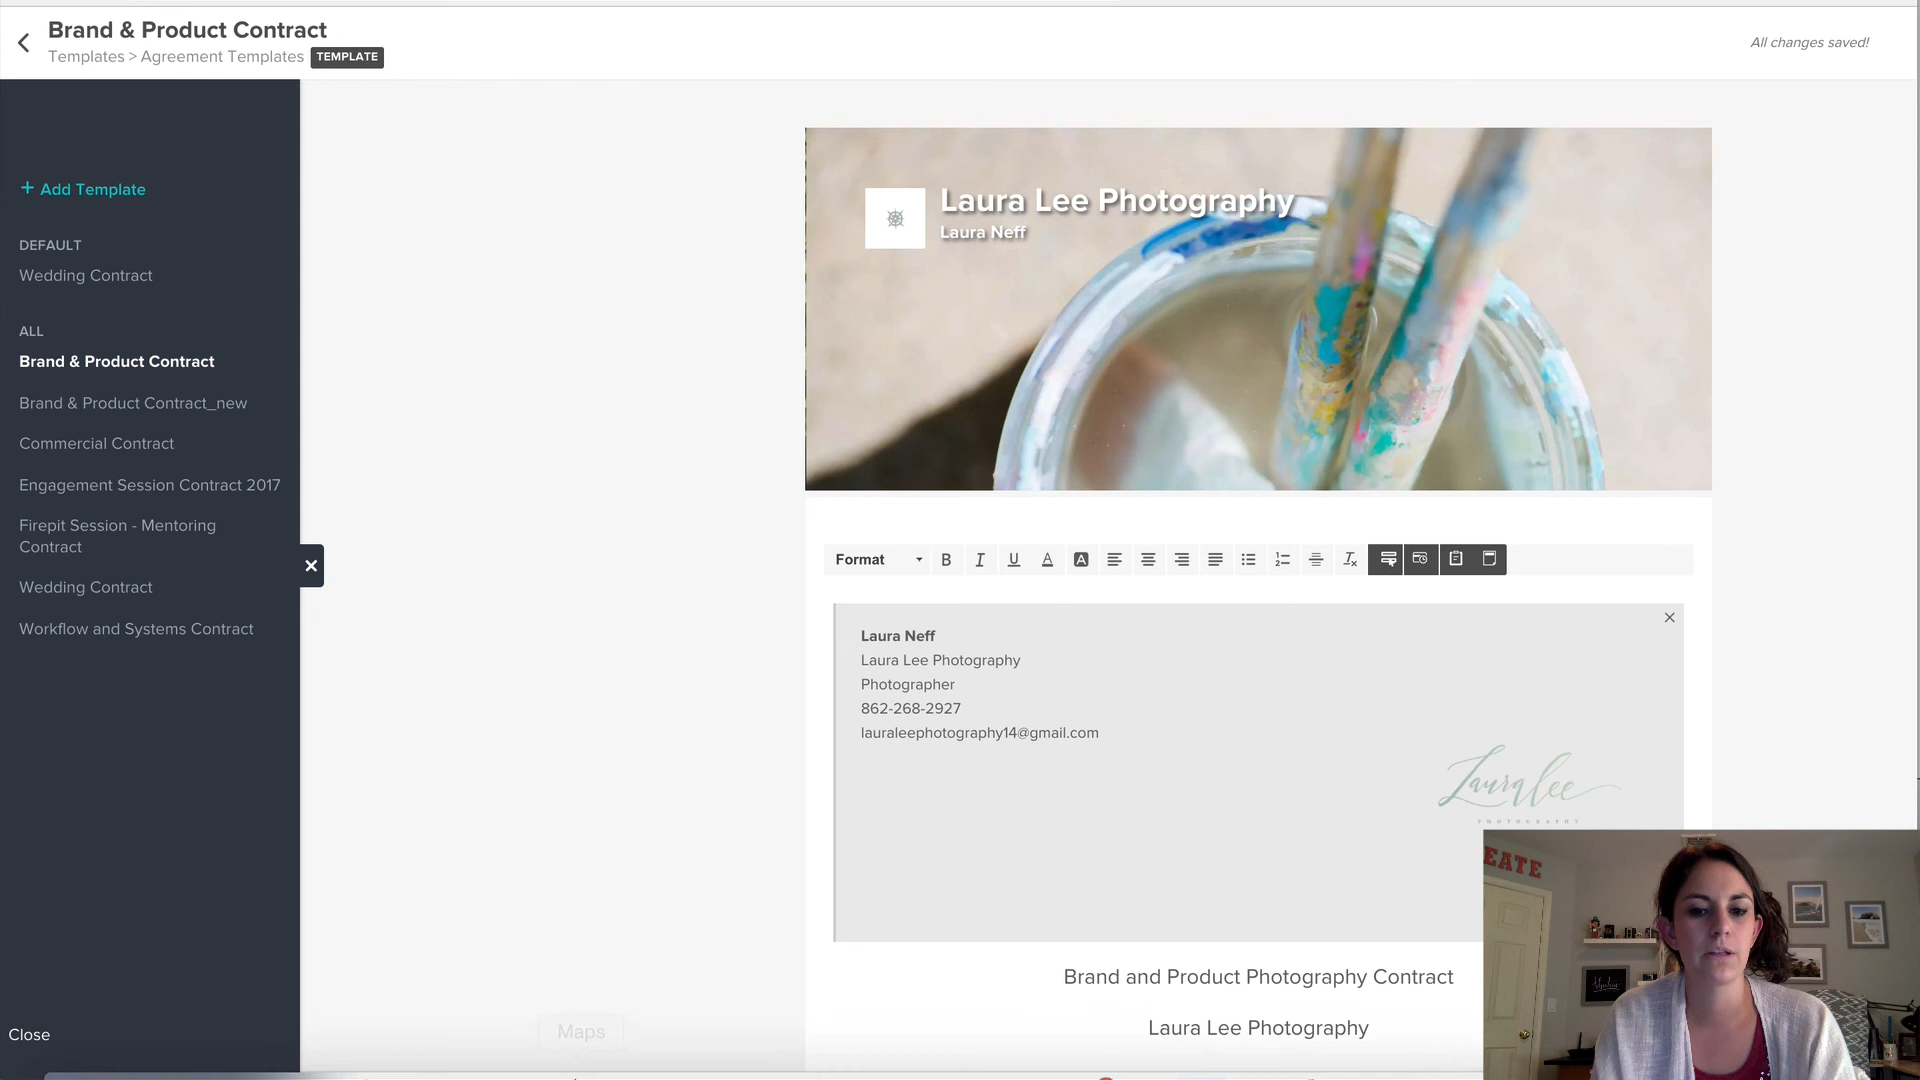 Brand & Product Contract
Templates > Agreement Templates TEMPLATE
All changes saved!
+ Add Template
DEFAULT
Wedding Contract
ALL
Brand & Product Contract
Brand & Product Contract_new
Commercial Contract
Engagement Session Contract 2017
Firepit Session - Mentoring
Contract
Wedding Contract
Workflow and Systems Contract
Close
Laura Lee Photography
Laura Neff
Format
Laura Neff
Laura Lee Photography
Photographer
862-268-2927
lauraleephotography14@gmail.com
Lauralee
PHOTOGRAPHY
Brand and Product Photography Contract
Laura Lee Photography
Maps
EATE